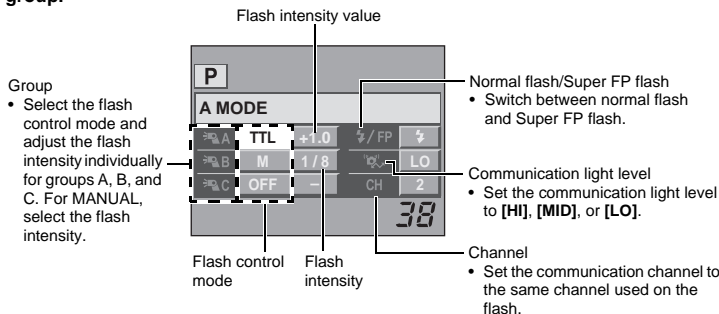 group.
Flash intensity value
Group
• Select the flash
control mode and
adjust the flash
intensity individually
for groups A, B, and
C. For MANUAL,
select the flash
intensity.
P
A MODE
A TTL +1.0 /FP
B M 1/8 LO
C OFF – CH 2
38
Flash control
mode
Flash
intensity
Normal flash/Super FP flash
• Switch between normal flash
and Super FP flash.
Communication light level
• Set the communication light level
to [HI], [MID], or [LO].
Channel
• Set the communication channel to
the same channel used on the
flash.